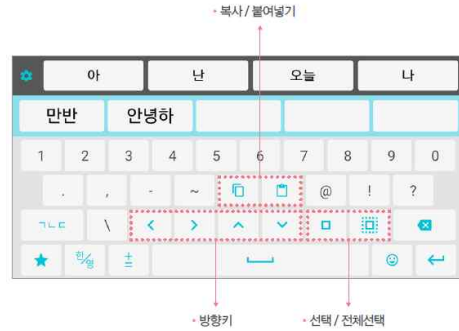 • 복사 / 붙여넣기
아 난 오늘 나
만반 안녕하
1 2 3 4 5 6 7 8 9 0
. , - ~ @ ! ?
ㄱㄴㄷ \ < >
한/영 ±
• 방향키 • 선택 / 전체선택